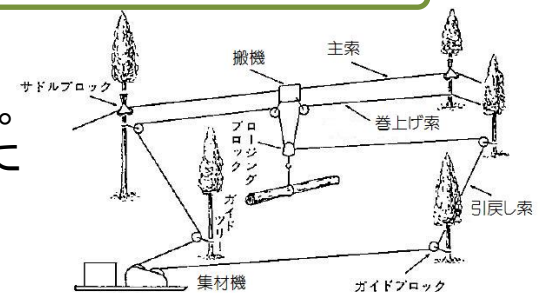 搬機
主索
サドルブロック
。
に
巻上げ索
ロージングブロック
ガイドツリー
引戻し索
集材機
ガイドブロック